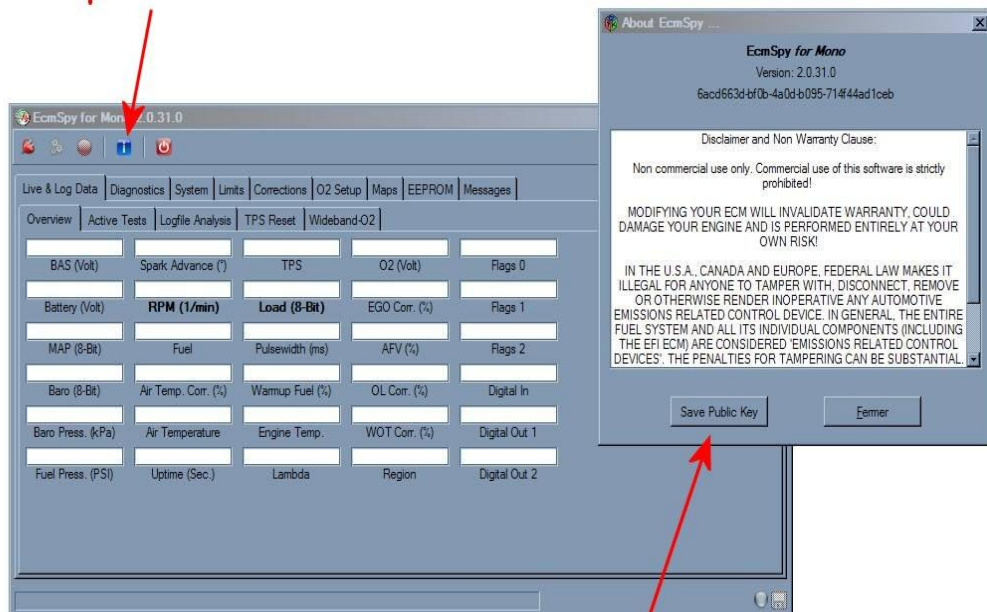 EcmSpy for Mono 2.0.31.0
Live & Log Data Diagnostics System Limits Corrections O2 Setup Maps EEPROM Messages
Overview Active Tests Logfile Analysis TPS Reset Wideband-O2
BAS (Volt) Spark Advance (°) TPS O2 (Volt) Flags 0
Battery (Volt) RPM (1/min) Load (8-Bit) EGO Corr. (%) Flags 1
MAP (8-Bit) Fuel Pulsewidth (ms) AFV (%) Flags 2
Baro (8-Bit) Air Temp. Corr. (%) Warmup Fuel (%) OL Corr. (%) Digital In
Baro Press. (kPa) Air Temperature Engine Temp. WOT Corr. (%) Digital Out 1
Fuel Press. (PSI) Uptime (Sec.) Lambda Region Digital Out 2
About EcmSpy ...
EcmSpy for Mono
Version: 2.0.31.0
6acd663d-bf0b-4a0d-b095-714f44ad1ceb
Disclaimer and Non Warranty Clause:
Non commercial use only. Commercial use of this software is strictly
prohibited!
MODIFYING YOUR ECM WILL INVALIDATE WARRANTY, COULD
DAMAGE YOUR ENGINE AND IS PERFORMED ENTIRELY AT YOUR
OWN RISK!
IN THE U.S.A., CANADA AND EUROPE, FEDERAL LAW MAKES IT
ILLEGAL FOR ANYONE TO TAMPER WITH, DISCONNECT, REMOVE
OR OTHERWISE RENDER INOPERATIVE ANY AUTOMOTIVE
EMISSIONS RELATED CONTROL DEVICE. IN GENERAL, THE ENTIRE
FUEL SYSTEM AND ALL ITS INDIVIDUAL COMPONENTS (INCLUDING
THE EFI ECM) ARE CONSIDERED 'EMISSIONS RELATED CONTROL
DEVICES'. THE PENALTIES FOR TAMPERING CAN BE SUBSTANTIAL.
Save Public Key Fermer